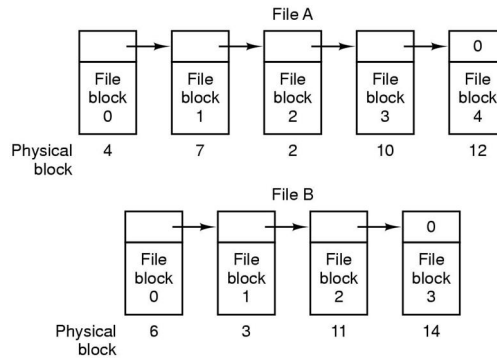 File A
0
File block 0
File block 1
File block 2
File block 3
File block 4
Physical block
4 7 2 10 12
File B
0
File block 0
File block 1
File block 2
File block 3
Physical block
6 3 11 14